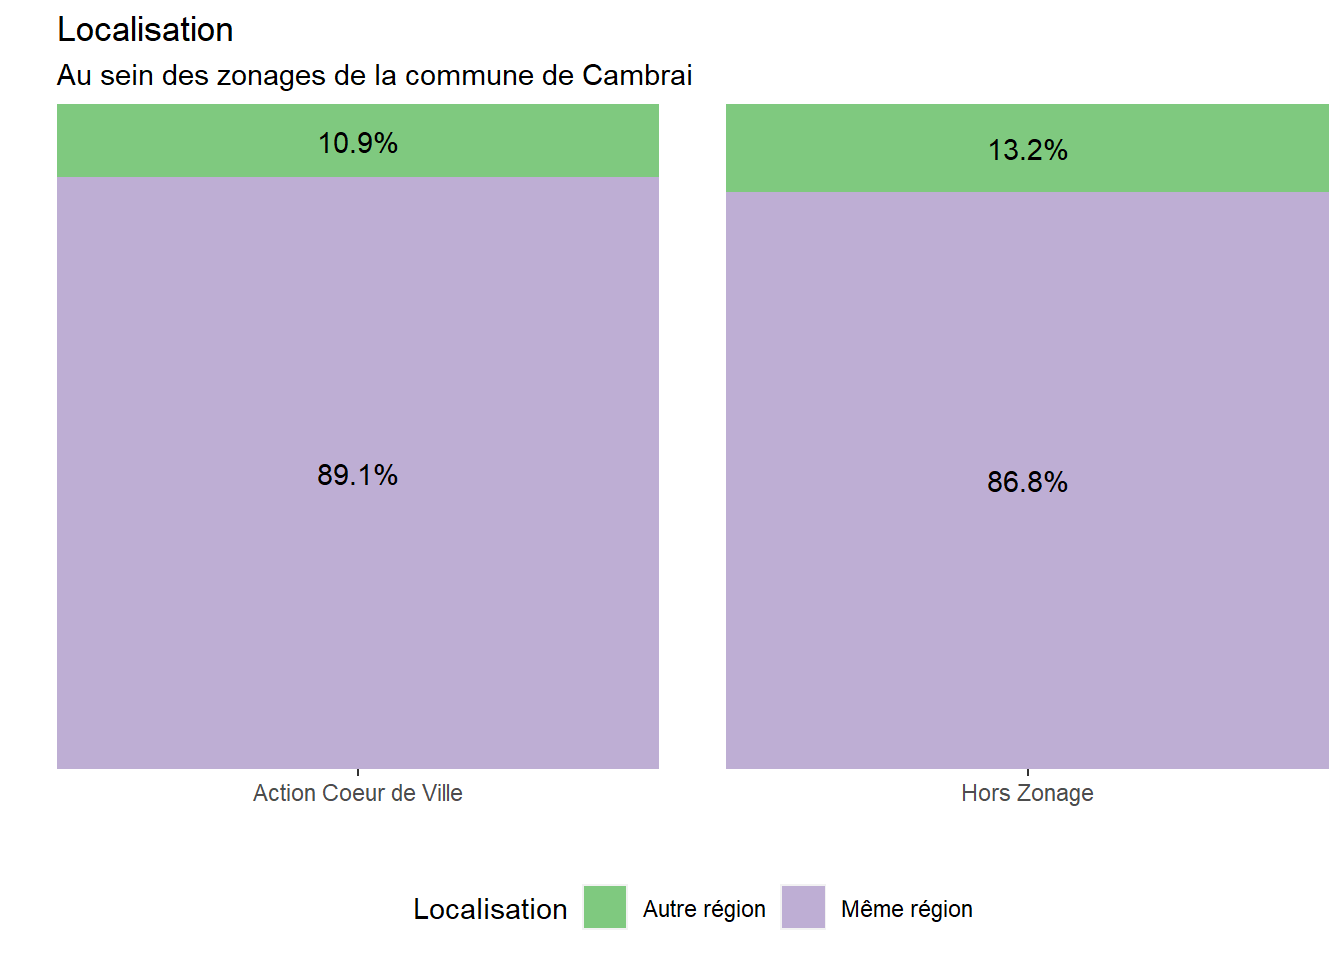 Localisation
Au sein des zonages de la commune de Cambrai
10.9%
13.2%
89.1%
86.8%
Action Coeur de Ville
Hors Zonage
Localisation
Autre région
Même région